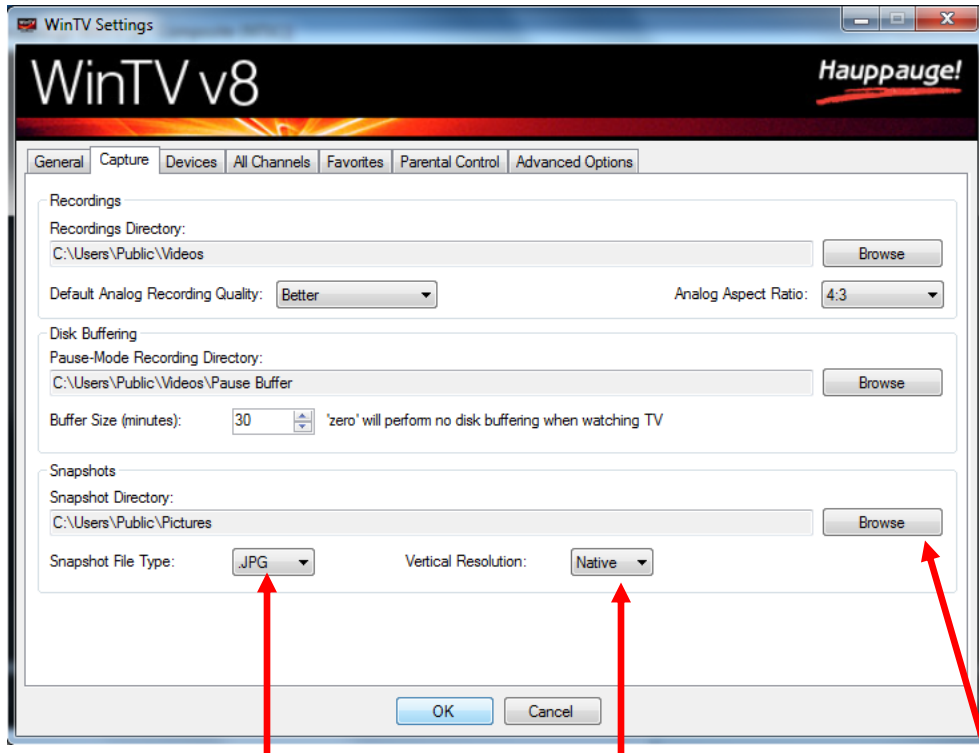 WinTV Settings
WinTV v8
Hauppauge!
General Capture Devices All Channels Favorites Parental Control Advanced Options
Recordings
Recordings Directory:
C:\Users\Public\Videos Browse
Default Analog Recording Quality: Better Analog Aspect Ratio: 4:3
Disk Buffering
Pause-Mode Recording Directory:
C:\Users\Public\Videos\Pause Buffer Browse
Buffer Size (minutes): 30 'zero' will perform no disk buffering when watching TV
Snapshots
Snapshot Directory:
C:\Users\Public\Pictures Browse
Snapshot File Type: .JPG Vertical Resolution: Native
OK Cancel